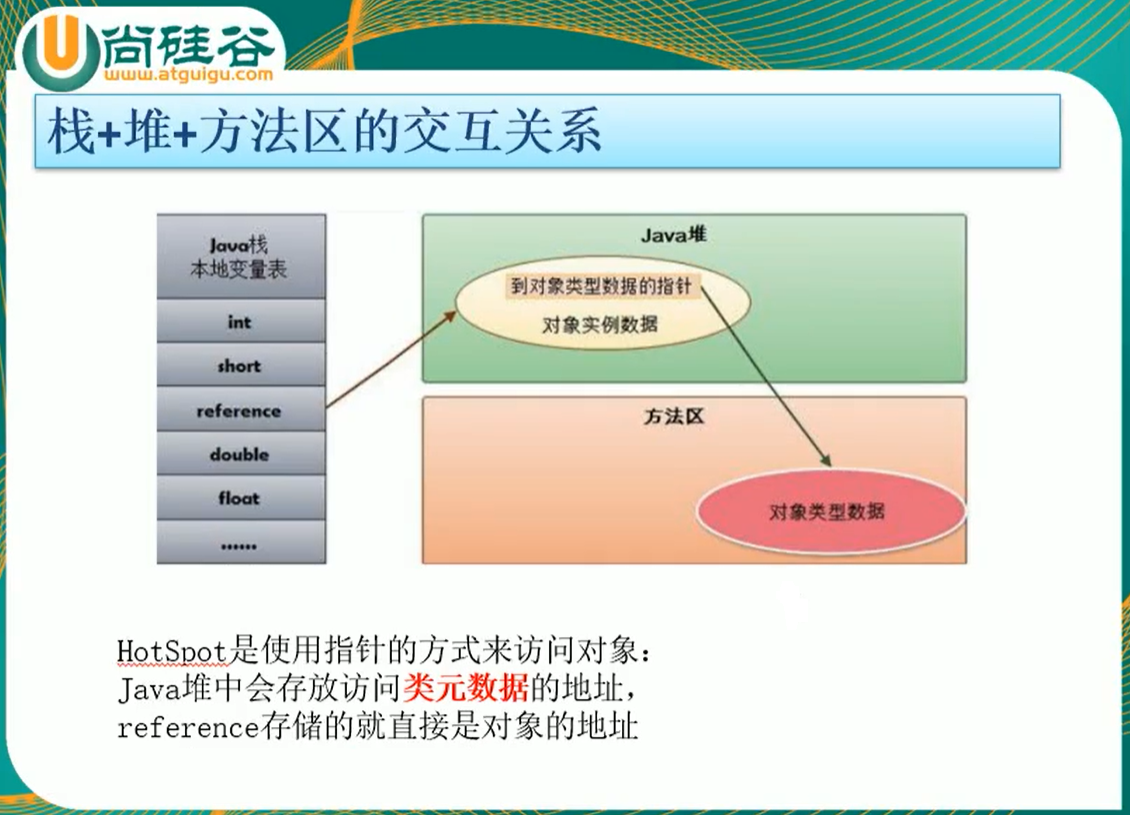 尚硅谷
www.atguigu.com
栈+堆+方法区的交互关系
Java栈
本地变量表
int
short
reference
double
float
......
Java堆
到对象类型数据的指针
对象实例数据
方法区
对象类型数据
HotSpot是使用指针的方式来访问对象：
Java堆中会存放访问类元数据的地址，
reference存储的就直接是对象的地址